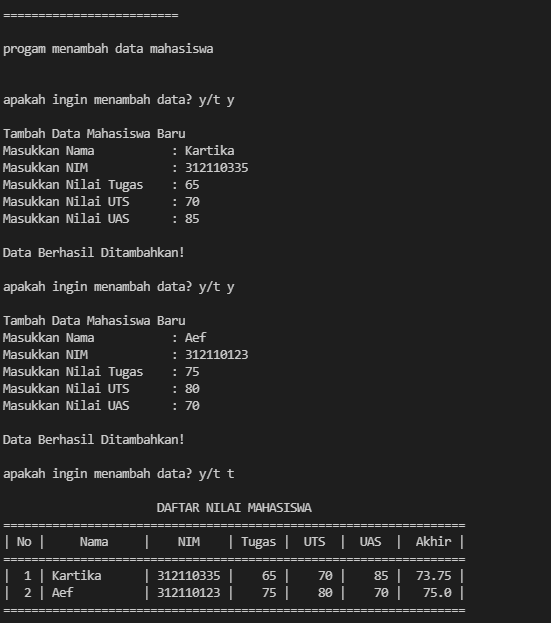 =========================
progam menambah data mahasiswa
apakah ingin menambah data? y/t y
Tambah Data Mahasiswa Baru
Masukkan Nama           : Kartika
Masukkan NIM            : 312110335
Masukkan Nilai Tugas    : 65
Masukkan Nilai UTS      : 70
Masukkan Nilai UAS      : 85
Data Berhasil Ditambahkan!
apakah ingin menambah data? y/t y
Tambah Data Mahasiswa Baru
Masukkan Nama           : Aef
Masukkan NIM            : 312110123
Masukkan Nilai Tugas    : 75
Masukkan Nilai UTS      : 80
Masukkan Nilai UAS      : 70
Data Berhasil Ditambahkan!
apakah ingin menambah data? y/t t
                      DAFTAR NILAI MAHASISWA
==================================================================
| No |     Nama     |    NIM    | Tugas |  UTS  |  UAS  |  Akhir |
==================================================================
|  1 | Kartika      | 312110335 |    65 |    70 |    85 |  73.75 |
|  2 | Aef          | 312110123 |    75 |    80 |    70 |   75.0 |
==================================================================